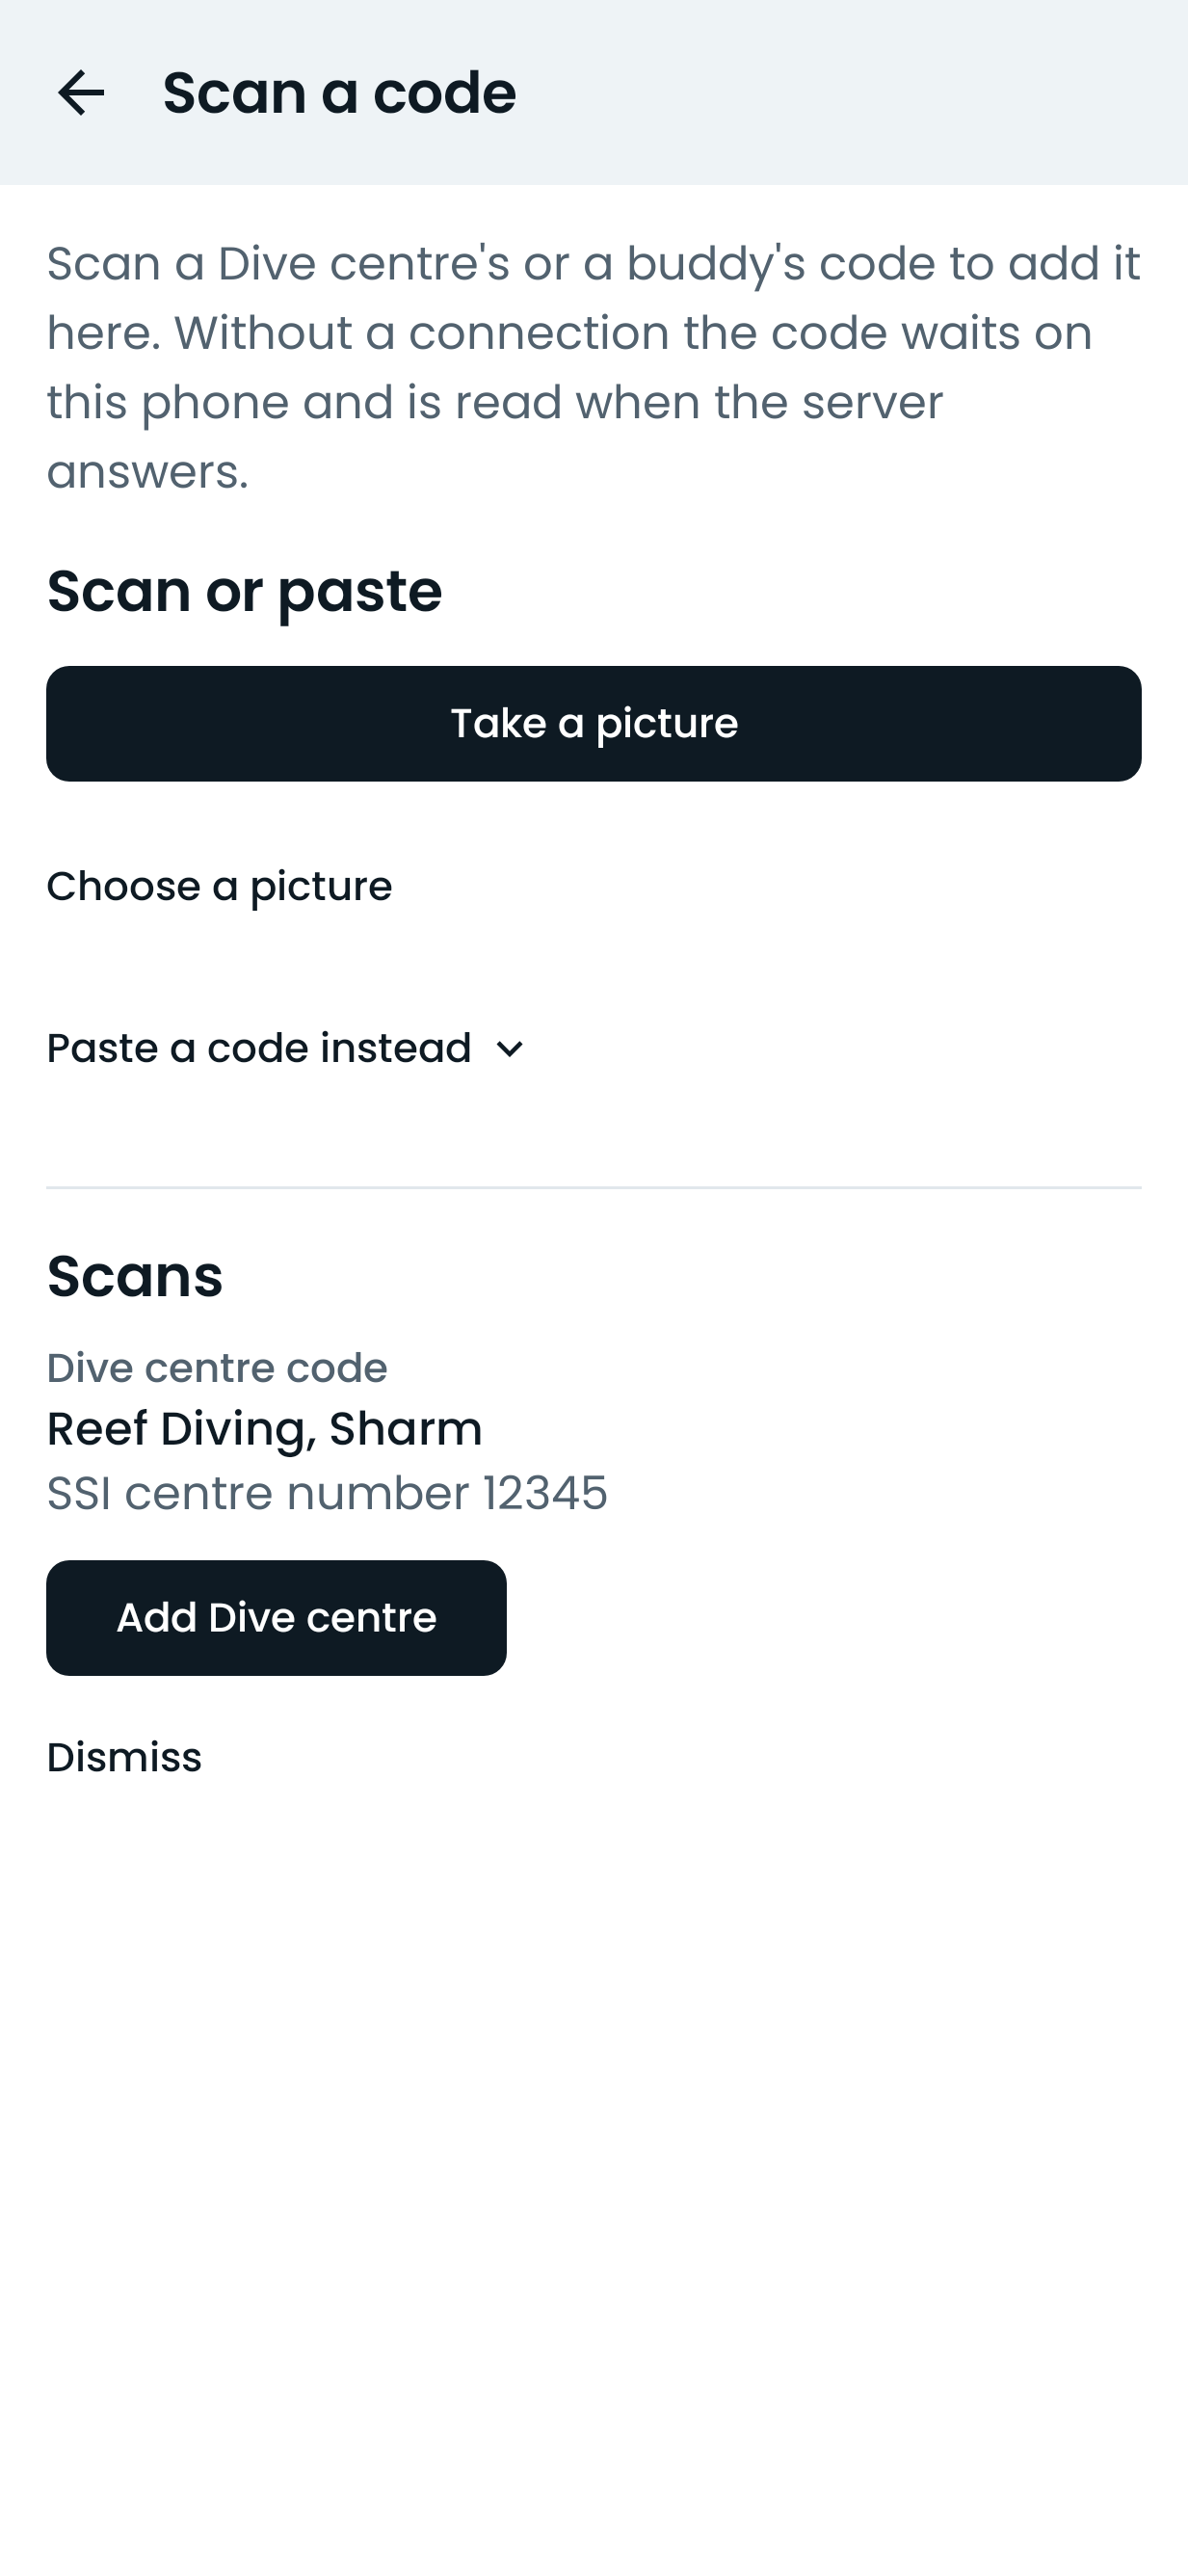 Scan a code
Scan a Dive centre's or a buddy's code to add it
here. Without a connection the code waits on
this phone and is read when the server
answers.
Scan or paste
Take a picture
Choose a picture
Paste a code instead
Scans
Dive centre code
Reef Diving, Sharm
SSI centre number 12345
Add Dive centre
Dismiss